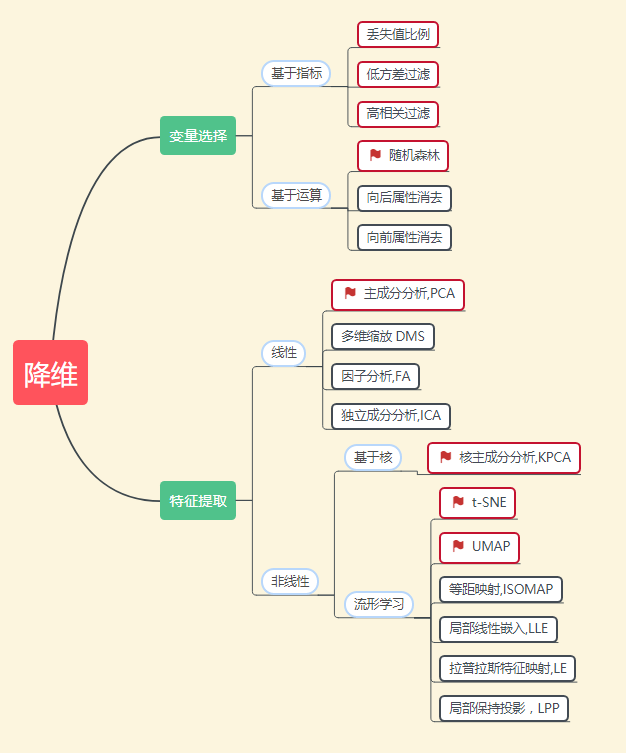 降维
变量选择
基于指标
丢失值比例
低方差过滤
高相关过滤
基于运算
随机森林
向后属性消去
向前属性消去
特征提取
线性
主成分分析,PCA
多维缩放 DMS
因子分析,FA
独立成分分析,ICA
非线性
基于核
核主成分分析,KPCA
流形学习
t-SNE
UMAP
等距映射,ISOMAP
局部线性嵌入,LLE
拉普拉斯特征映射,LE
局部保持投影，LPP